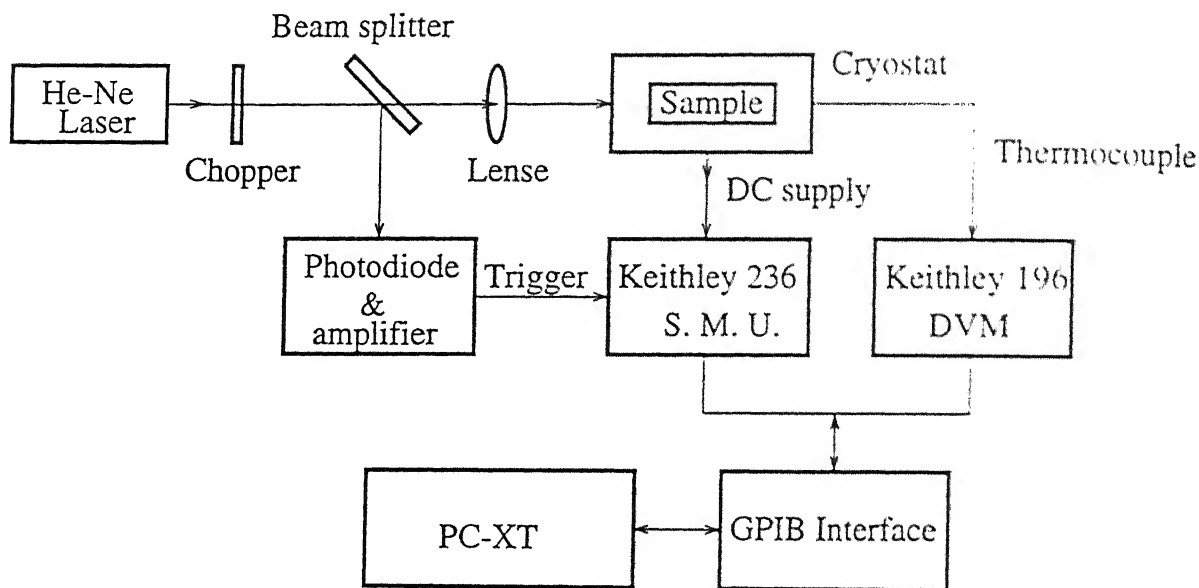 Beam splitter
He-Ne
Laser
Chopper
Lense
Sample
Cryostat
Thermocouple
DC supply
Photodiode
&
amplifier
Trigger
Keithley 236
S. M. U.
Keithley 196
DVM
PC-XT
GPIB Interface